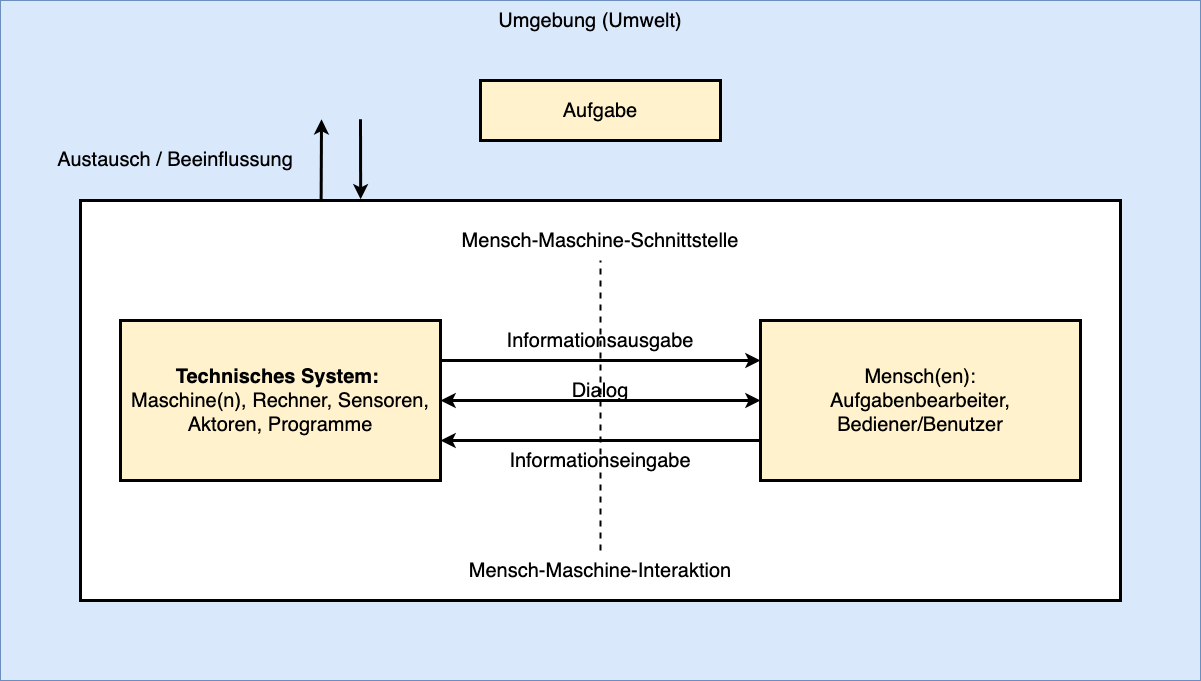 Umgebung (Umwelt)
Aufgabe
Austausch / Beeinflussung
Mensch-Maschine-Schnittstelle
Technisches System:
Maschine(n), Rechner, Sensoren,
Aktoren, Programme
Informationsausgabe
Dialog
Informationseingabe
Mensch(en):
Aufgabenbearbeiter,
Bediener/Benutzer
Mensch-Maschine-Interaktion